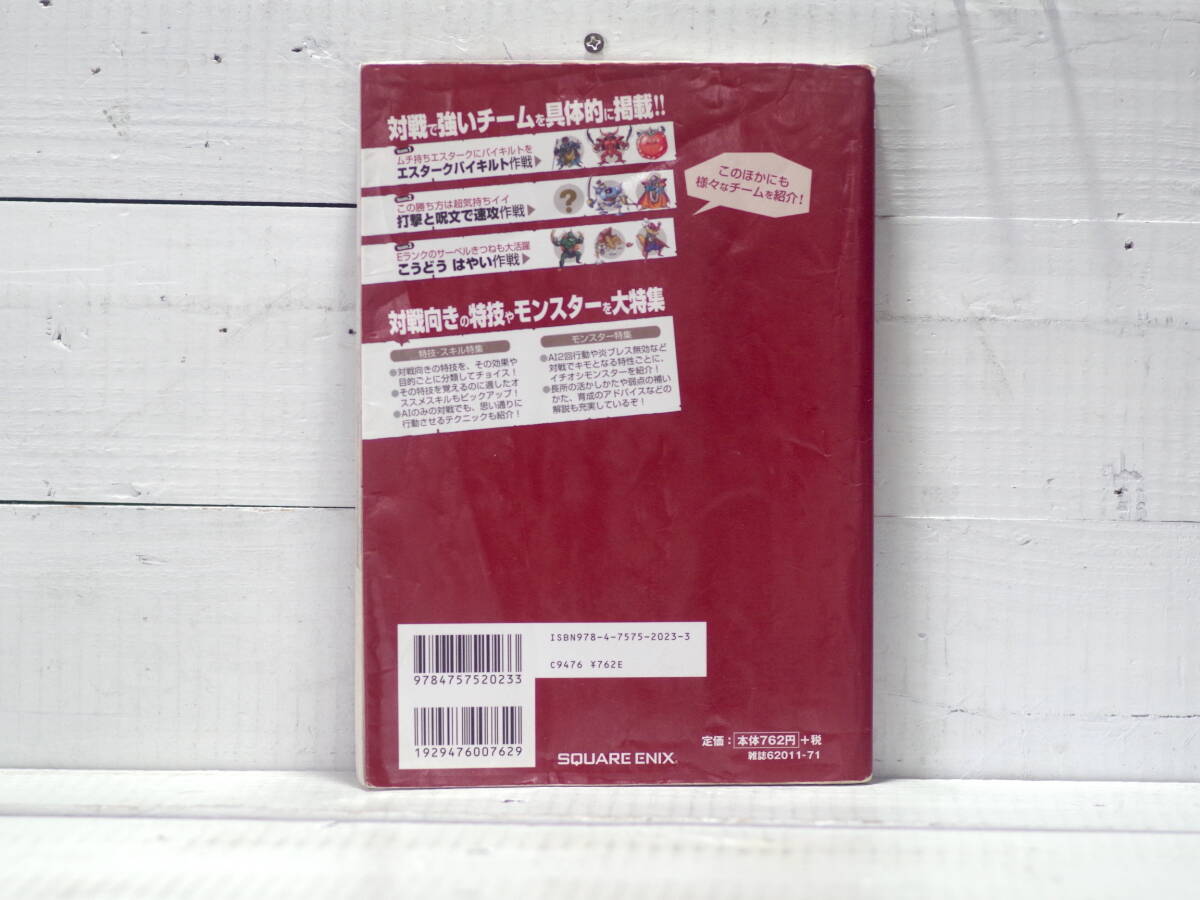 対戦で強いチームを具体的に掲載!!
ムチ持ちエスタークにバイキルトを
エスタークバイキルト作戦▶
この勝ち方は超気持ちイイ
打撃と呪文で速攻作戦▶
?
Eランクのサーベルきつねも大活躍
こうどう はやい作戦▶
このほかにも
様々なチームを紹介!
対戦向きの特技やモンスターを大特集
特技・スキル特集
●対戦向きの特技を、その効果や
目的ごとに分類してチョイス!
●その特技を覚えるのに適したオ
ススメスキルもピックアップ!
●AIのみの対戦でも、思い通りに
行動させるテクニックも紹介!
モンスター特集
●AI2回行動や炎ブレス無効など
対戦でキモとなる特性ごとに、
イチオシモンスターを紹介!
●長所の活かしかたや弱点の補い
かた、育成のアドバイスなどの
解説も充実しているぞ!
ISBN978-4-7575-2023-3
C9476 ¥762E
9784757520233
1929476007629
SQUARE ENIX.
定価:本体762円+税
雑誌62011-71